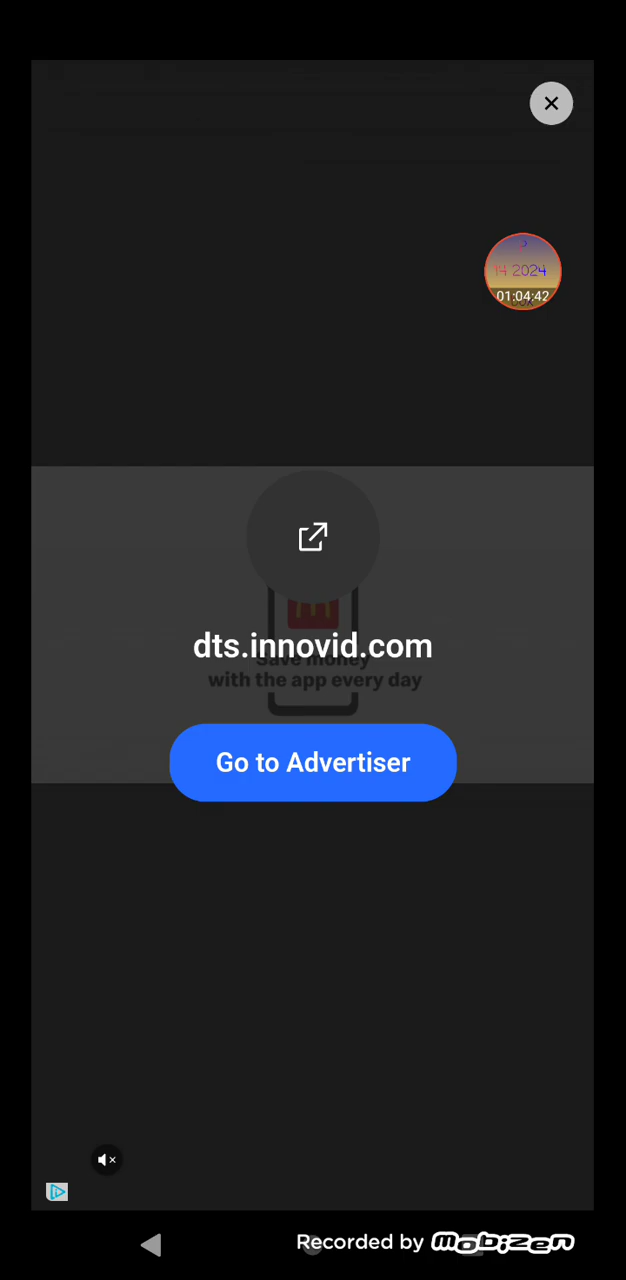 14 2024
01:04:42
dts.innovid.com
Save money
with the app every day
Go to Advertiser
Recorded by mobizen